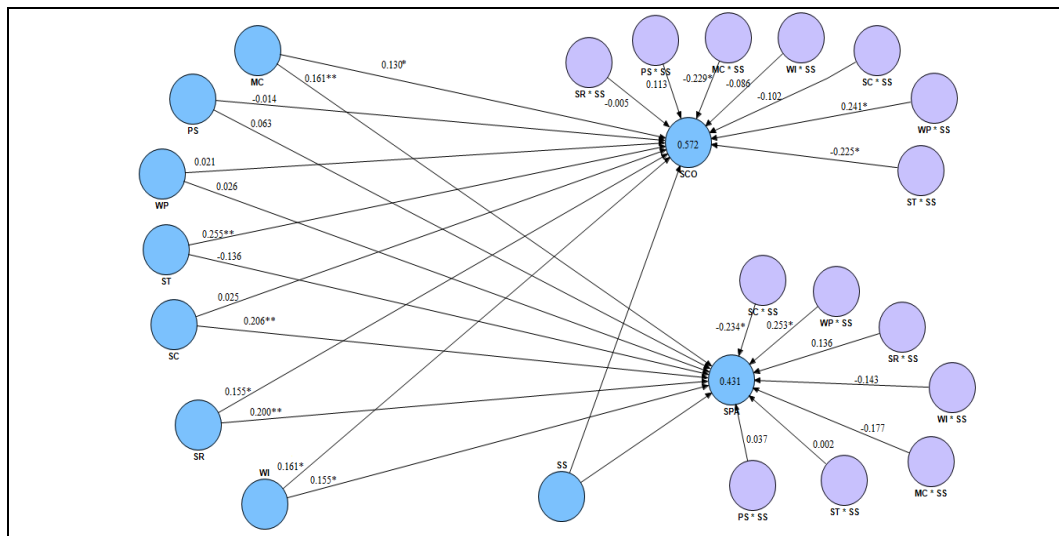 MC
0.130*
0.161**
PS
-0.014
0.063
WP
0.021
0.026
ST
0.255**
-0.136
SC
0.025
0.206**
SR
0.155*
0.200**
WI
0.161*
0.155*
SS
SR * SS
-0.005
PS * SS
0.113
MC * SS
-0.229*
WI * SS
-0.086
SC * SS
-0.102
WP * SS
0.241*
ST * SS
-0.225*
0.572
SCO
SC * SS
-0.234*
WP * SS
0.253*
SR * SS
0.136
WI * SS
-0.143
MC * SS
-0.177
ST * SS
0.002
PS * SS
0.037
0.431
SPA